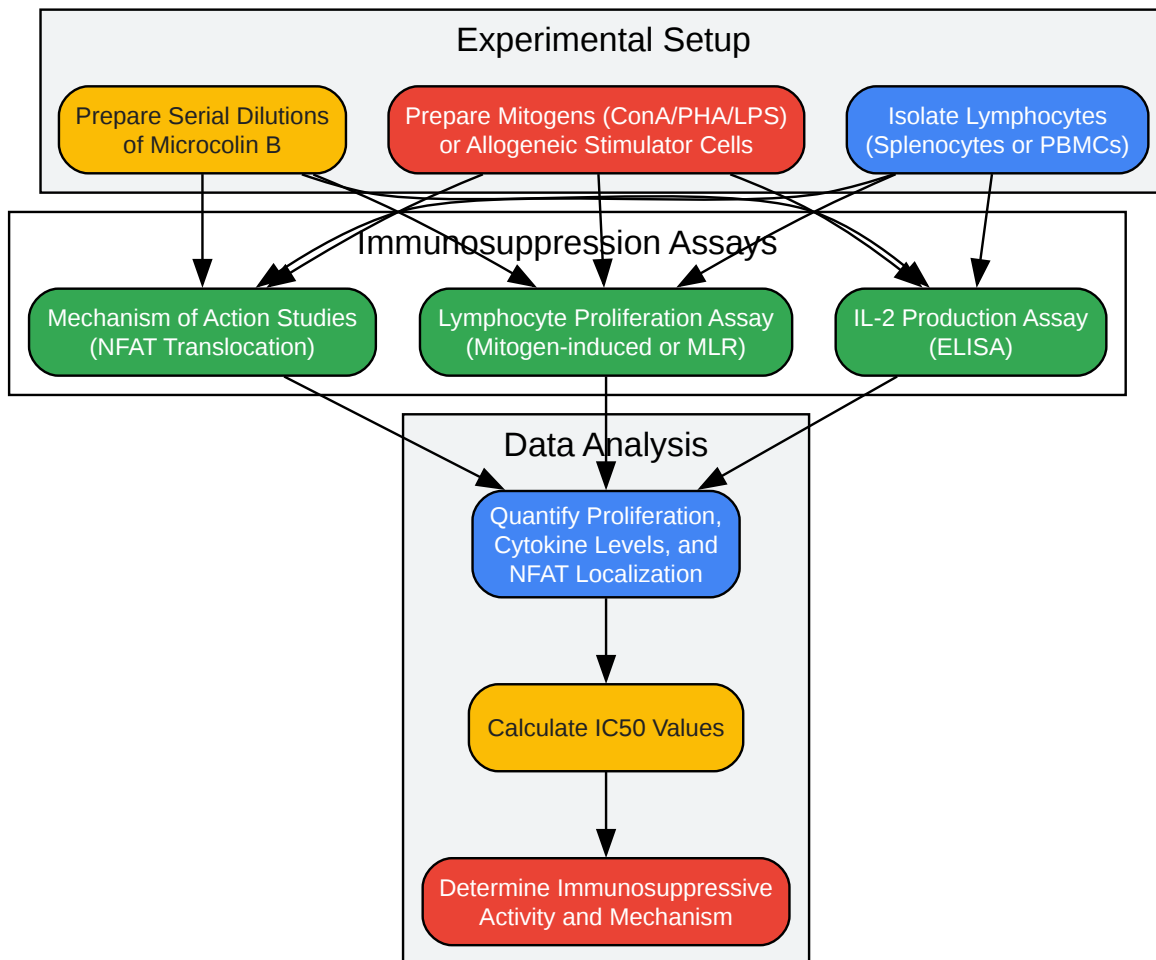 Experimental Setup
Prepare Serial Dilutions
of Microcolin B
Prepare Mitogens (ConA/PHA/LPS)
or Allogeneic Stimulator Cells
Isolate Lymphocytes
(Splenocytes or PBMCs)
Immunosuppression Assays
Mechanism of Action Studies
(NFAT Translocation)
Lymphocyte Proliferation Assay
(Mitogen-induced or MLR)
IL-2 Production Assay
(ELISA)
Data Analysis
Quantify Proliferation,
Cytokine Levels, and
NFAT Localization
Calculate IC50 Values
Determine Immunosuppressive
Activity and Mechanism